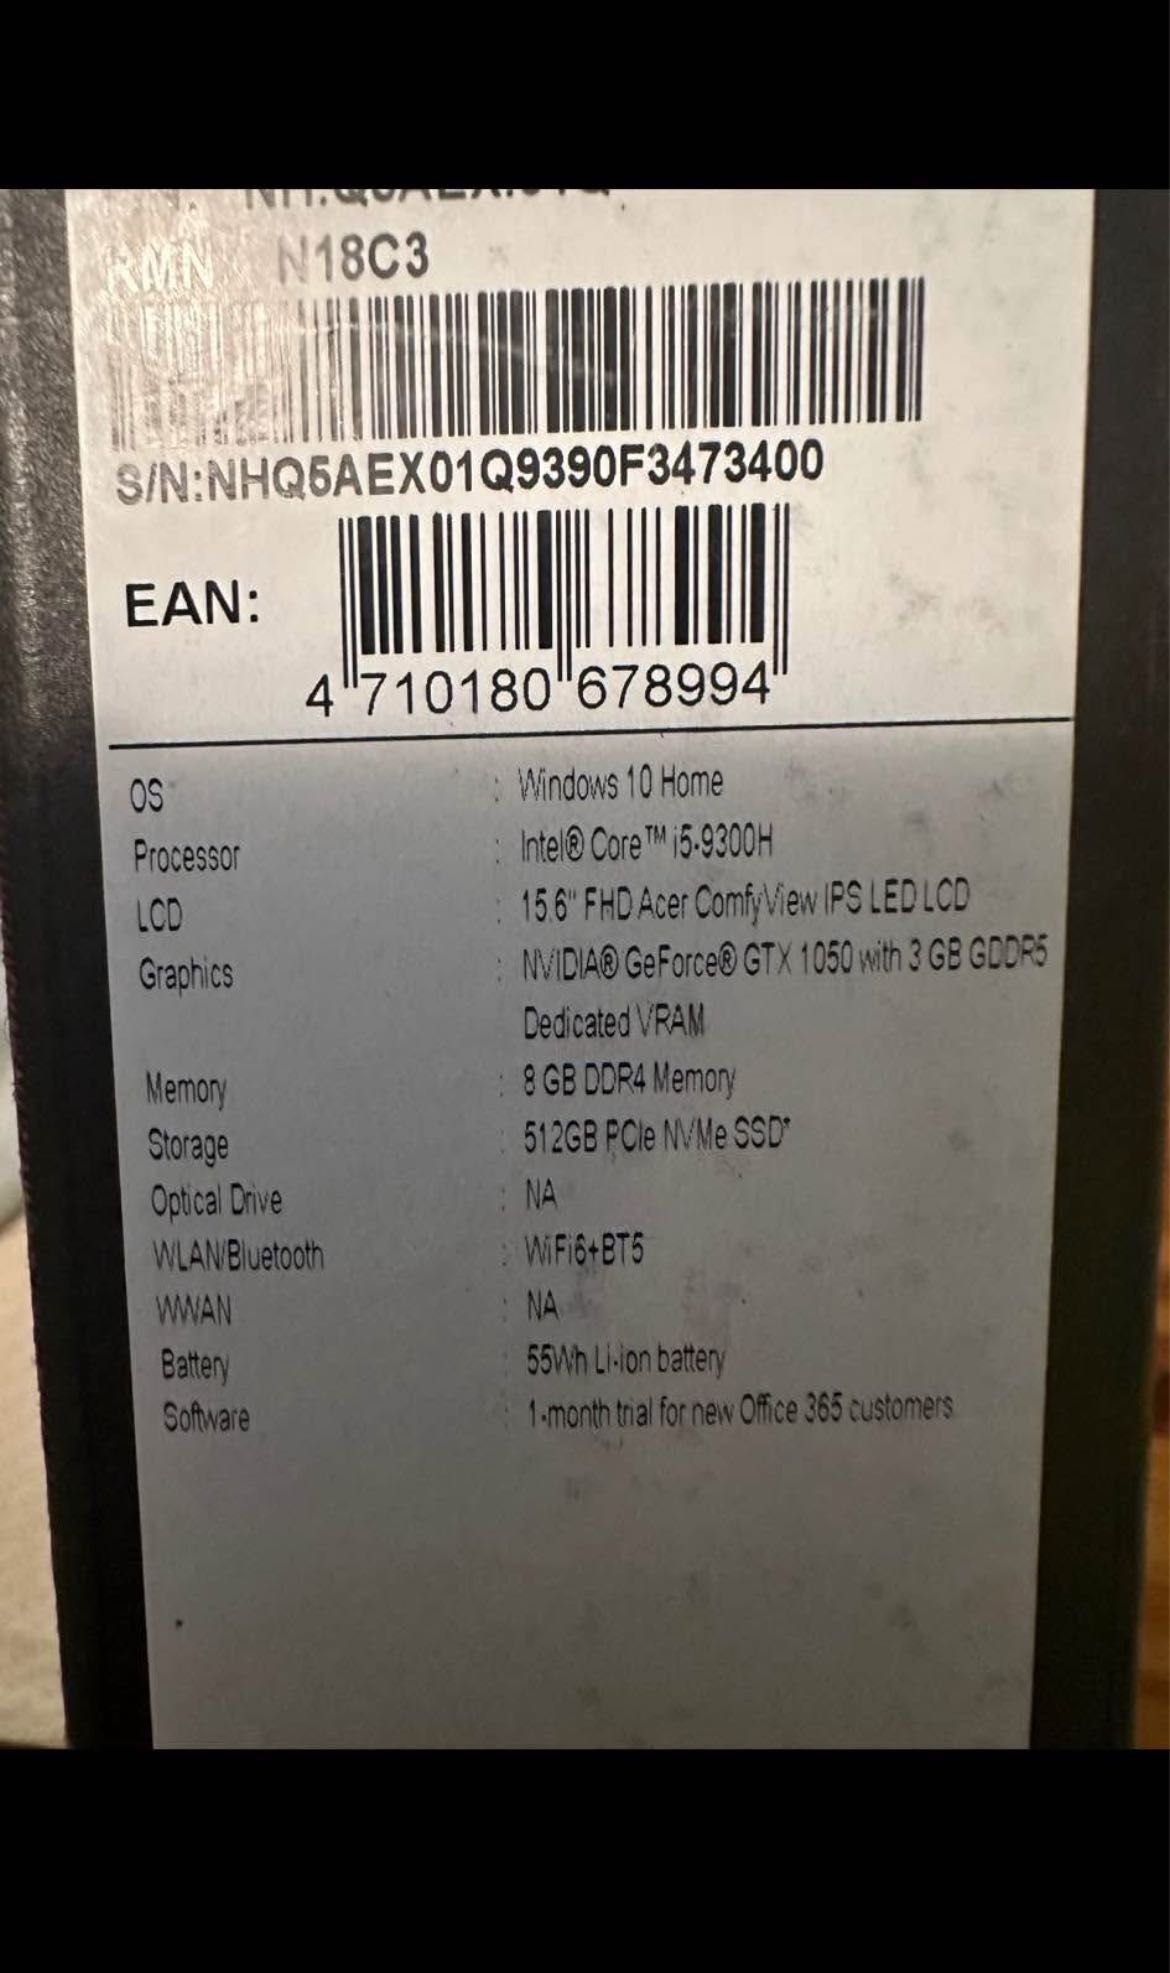 RMN N18C3
S/N:NHQ5AEX01Q9390F3473400
EAN:
4 710180 678994
OS : Windows 10 Home
Processor : Intel® Core™ i5-9300H
LCD : 15.6" FHD Acer ComfyView IPS LED LCD
Graphics : NVIDIA® GeForce® GTX 1050 with 3 GB GDDR5
Dedicated VRAM
Memory : 8 GB DDR4 Memory
Storage : 512GB PCIe NVMe SSD*
Optical Drive : NA
WLAN/Bluetooth : WiFi6+BT5
WWAN : NA
Battery : 55Wh Li-ion battery
Software : 1-month trial for new Office 365 customers